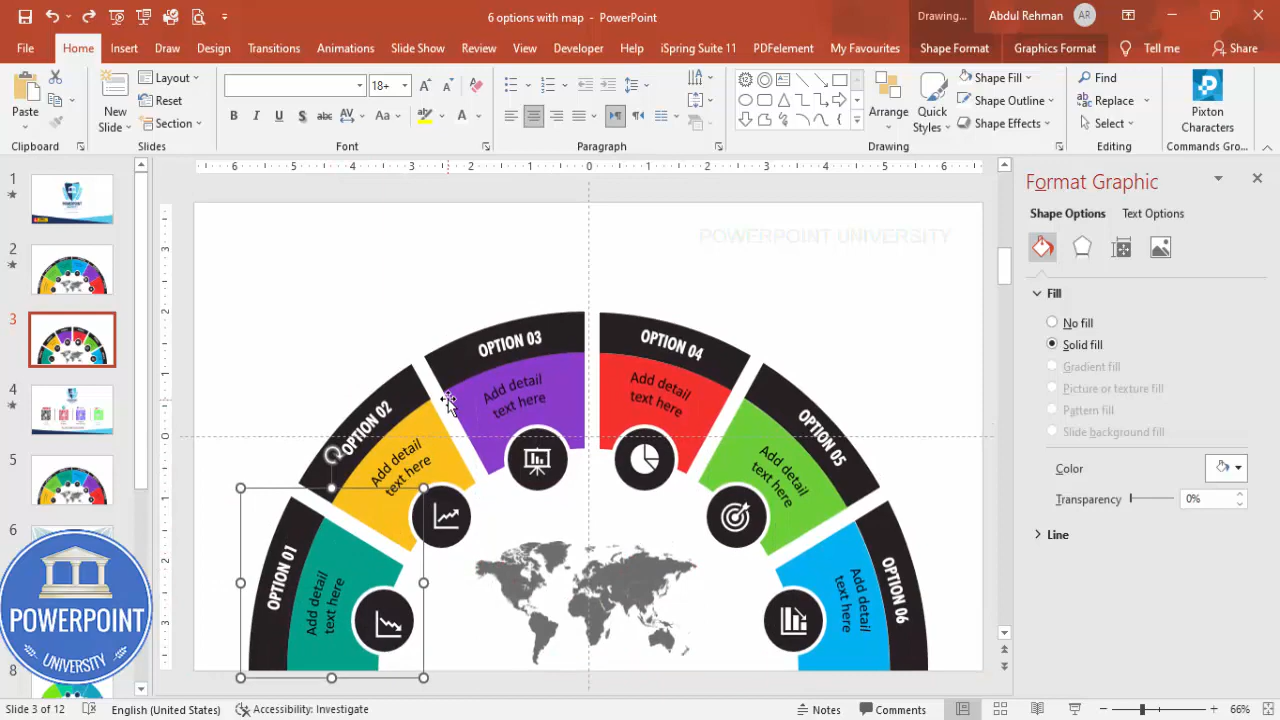 6 options with map - PowerPoint
Drawing...
Abdul Rehman
AR
File
Home
Insert
Draw
Design
Transitions
Animations
Slide Show
Review
View
Developer
Help
iSpring Suite 11
PDFelement
My Favourites
Shape Format
Graphics Format
Tell me
Share
Paste
New
Slide
Layout
Reset
Section
18+
Arrange
Quick
Styles
Shape Fill
Shape Outline
Shape Effects
Find
Replace
Select
Pixton
Characters
Clipboard
Slides
Font
Paragraph
Drawing
Editing
Commands Gro...
Format Graphic
Shape Options
Text Options
Fill
No fill
Solid fill
Gradient fill
Picture or texture fill
Pattern fill
Slide background fill
Color
Transparency
0%
Line
POWERPOINT UNIVERSITY
OPTION 01
Add detail
text here
OPTION 02
Add detail
text here
OPTION 03
Add detail
text here
OPTION 04
Add detail
text here
OPTION 05
Add detail
text here
OPTION 06
Add detail
text here
1
2
3
4
5
6
8
POWERPOINT
UNIVERSITY
Slide 3 of 12
English (United States)
Accessibility: Investigate
Notes
Comments
66%